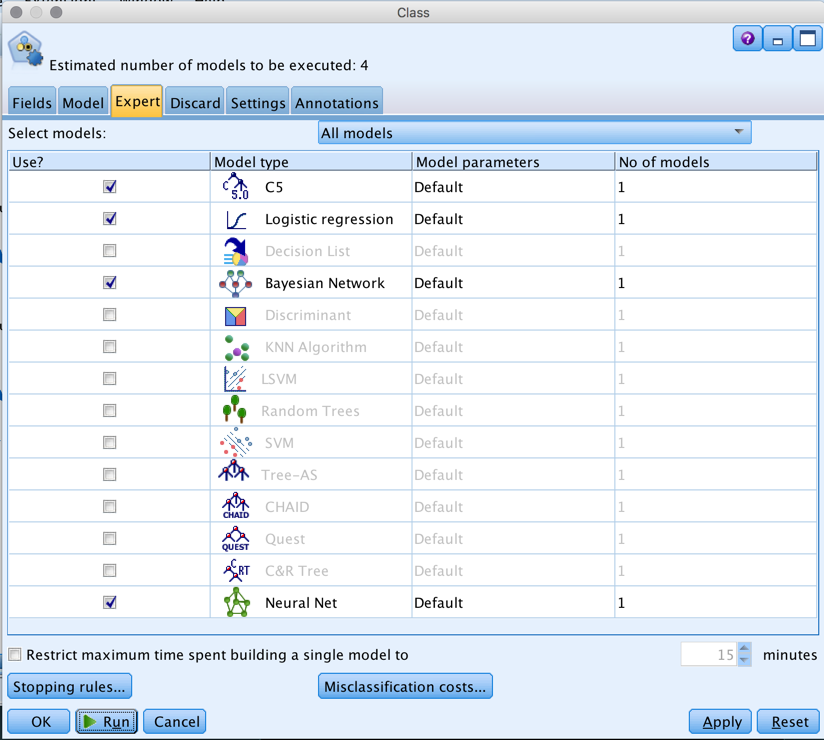 Class
Estimated number of models to be executed: 4
Fields Model Expert Discard Settings Annotations
Select models: All models
Use? Model type Model parameters No of models
C 5.0 C5 Default 1
Logistic regression Default 1
Decision List Default 1
Bayesian Network Default 1
Discriminant Default 1
KNN Algorithm Default 1
LSVM Default 1
Random Trees Default 1
SVM Default 1
Tree-AS Default 1
CHAID CHAID Default 1
QUEST Quest Default 1
C RT C&R Tree Default 1
Neural Net Default 1
Restrict maximum time spent building a single model to 15 minutes
Stopping rules... Misclassification costs...
OK Run Cancel Apply Reset